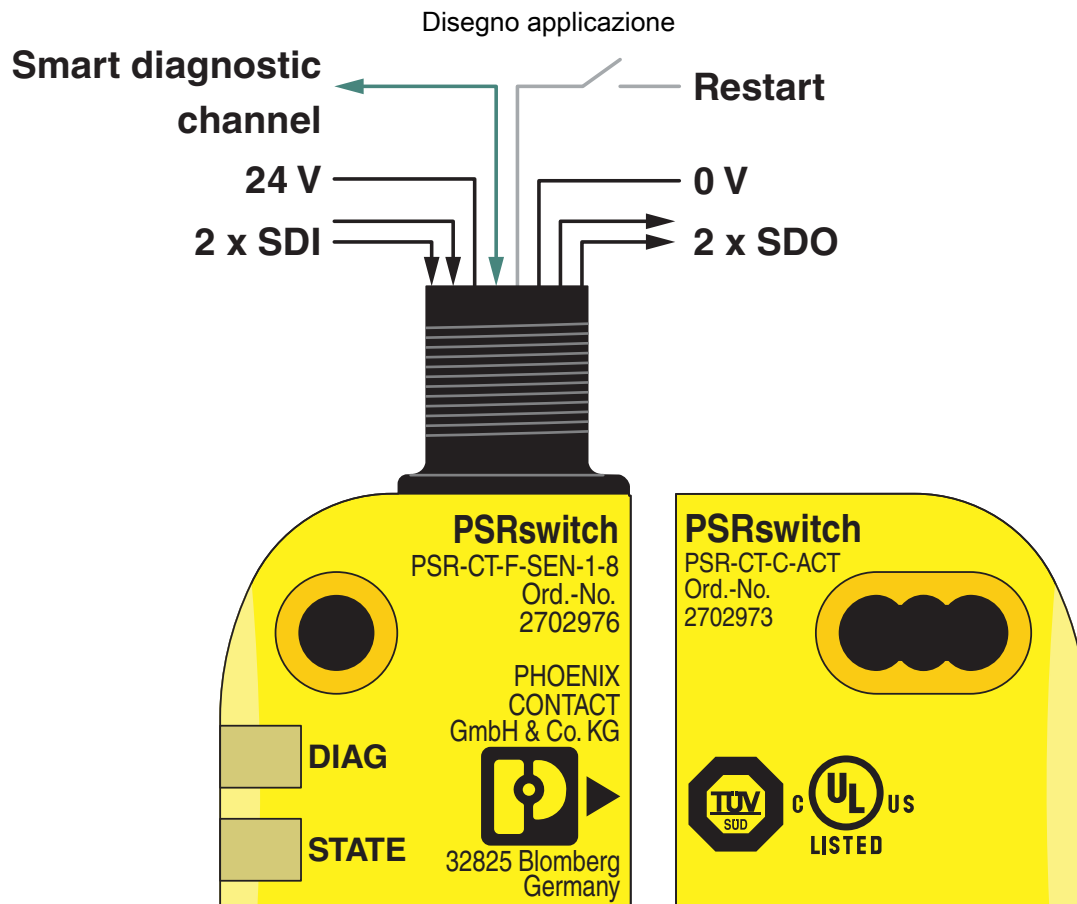 Disegno applicazione
Smart diagnostic
channel
Restart
24 V
0 V
2 x SDI
2 x SDO
PSRswitch
PSR-CT-F-SEN-1-8
Ord.-No.
2702976
PHOENIX
CONTACT
GmbH & Co. KG
DIAG
STATE
32825 Blomberg
Germany
PSRswitch
PSR-CT-C-ACT
Ord.-No.
2702973
TÜV
SÜD
C UL US
LISTED